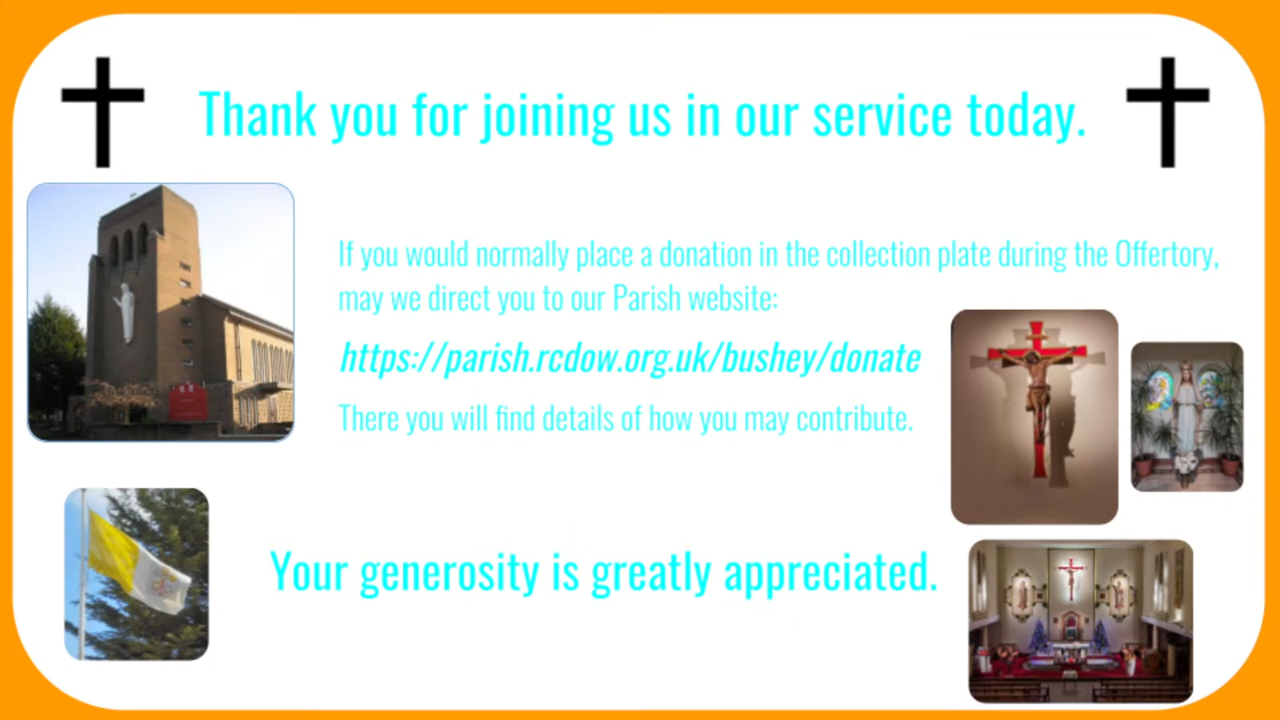 Thank you for joining us in our service today.
If you would normally place a donation in the collection plate during the Offertory,
may we direct you to our Parish website:
https://parish.rcdow.org.uk/bushey/donate
There you will find details of how you may contribute.
Your generosity is greatly appreciated.